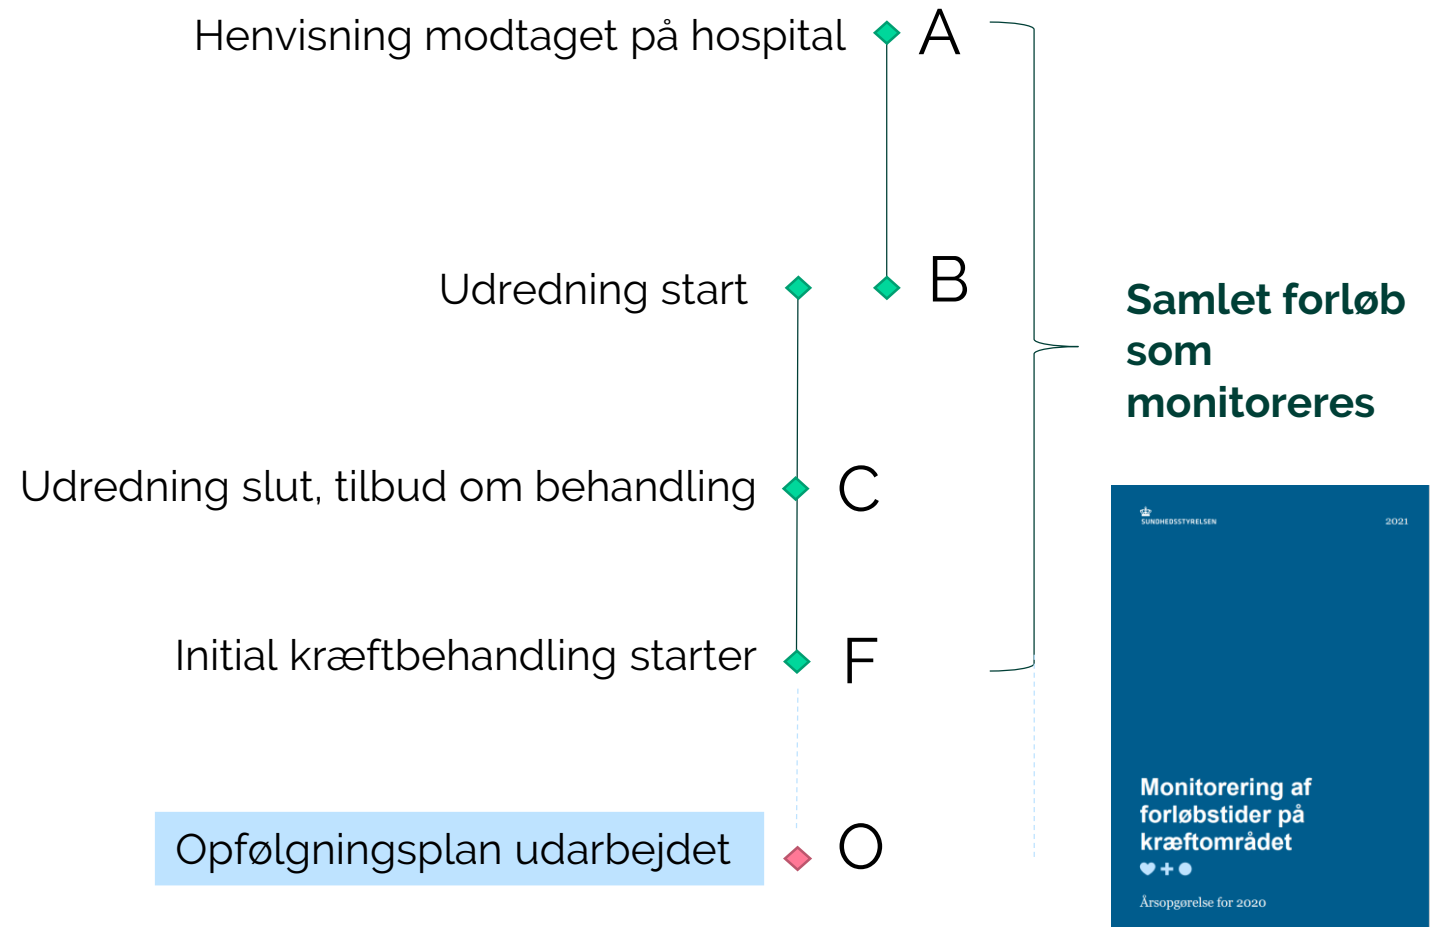 Henvisning modtaget på hospital
A
Udredning start
B
Udredning slut, tilbud om behandling
C
Initial kræftbehandling starter
F
Opfølgningsplan udarbejdet
O
Samlet forløb
som
monitoreres
SUNDHEDSSTYRELSEN
2021
Monitorering af
forløbstider på
kræftområdet
Årsopgørelse for 2020